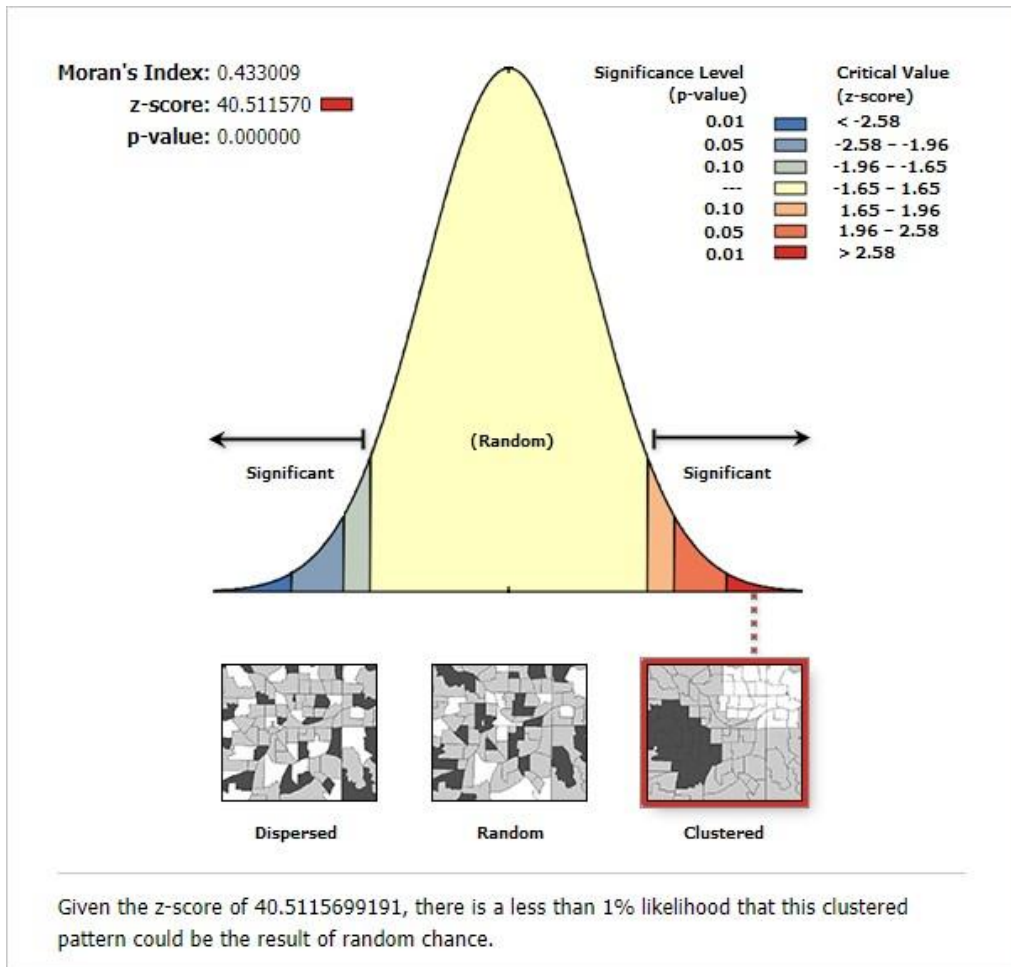 Moran's Index: 0.433009
z-score: 40.511570
p-value: 0.000000
Significance Level
(p-value)
Critical Value
(z-score)
0.01 < -2.58
0.05 -2.58 – -1.96
0.10 -1.96 – -1.65
--- -1.65 – 1.65
0.10 1.65 – 1.96
0.05 1.96 – 2.58
0.01 > 2.58
(Random)
Significant
Significant
Dispersed
Random
Clustered
Given the z-score of 40.5115699191, there is a less than 1% likelihood that this clustered
pattern could be the result of random chance.